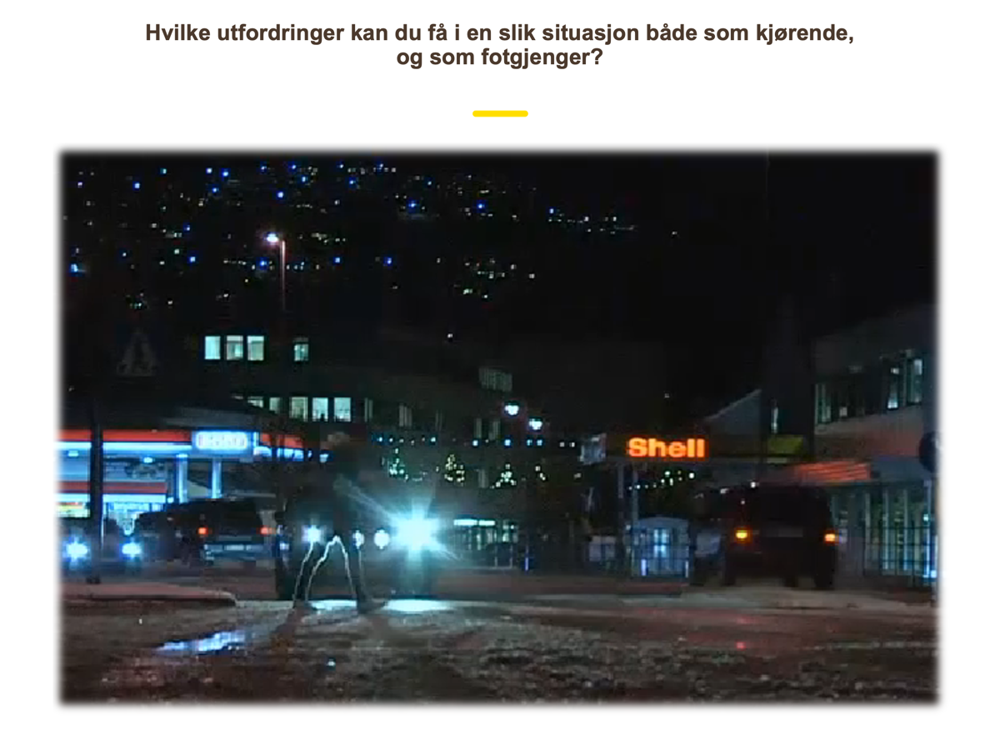 Hvilke utfordringer kan du få i en slik situasjon både som kjørende,
og som fotgjenger?
Shell